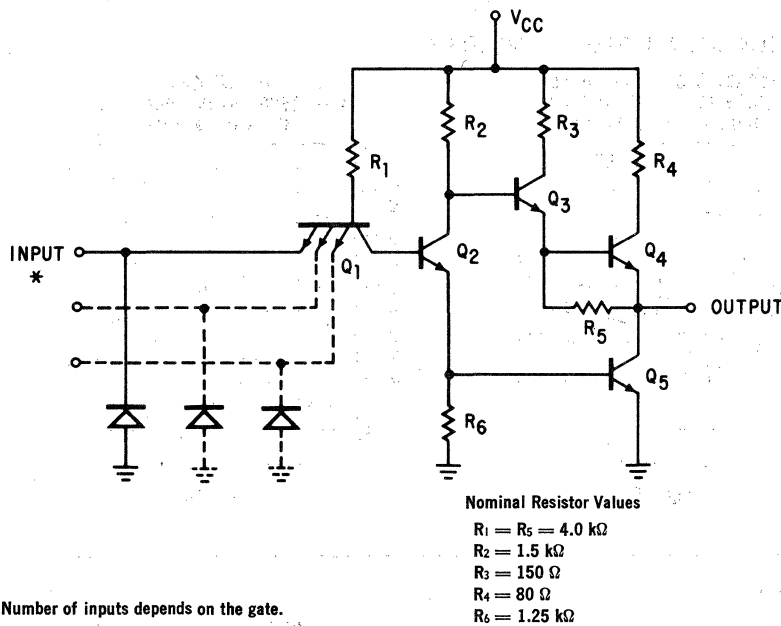 VCC
R2
R3
R1
R4
Q3
INPUT
*
Q1
Q2
Q4
OUTPUT
R5
Q5
R6
Nominal Resistor Values
R1 = R5 = 4.0 kΩ
R2 = 1.5 kΩ
R3 = 150 Ω
R4 = 80 Ω
R6 = 1.25 kΩ
Number of inputs depends on the gate.